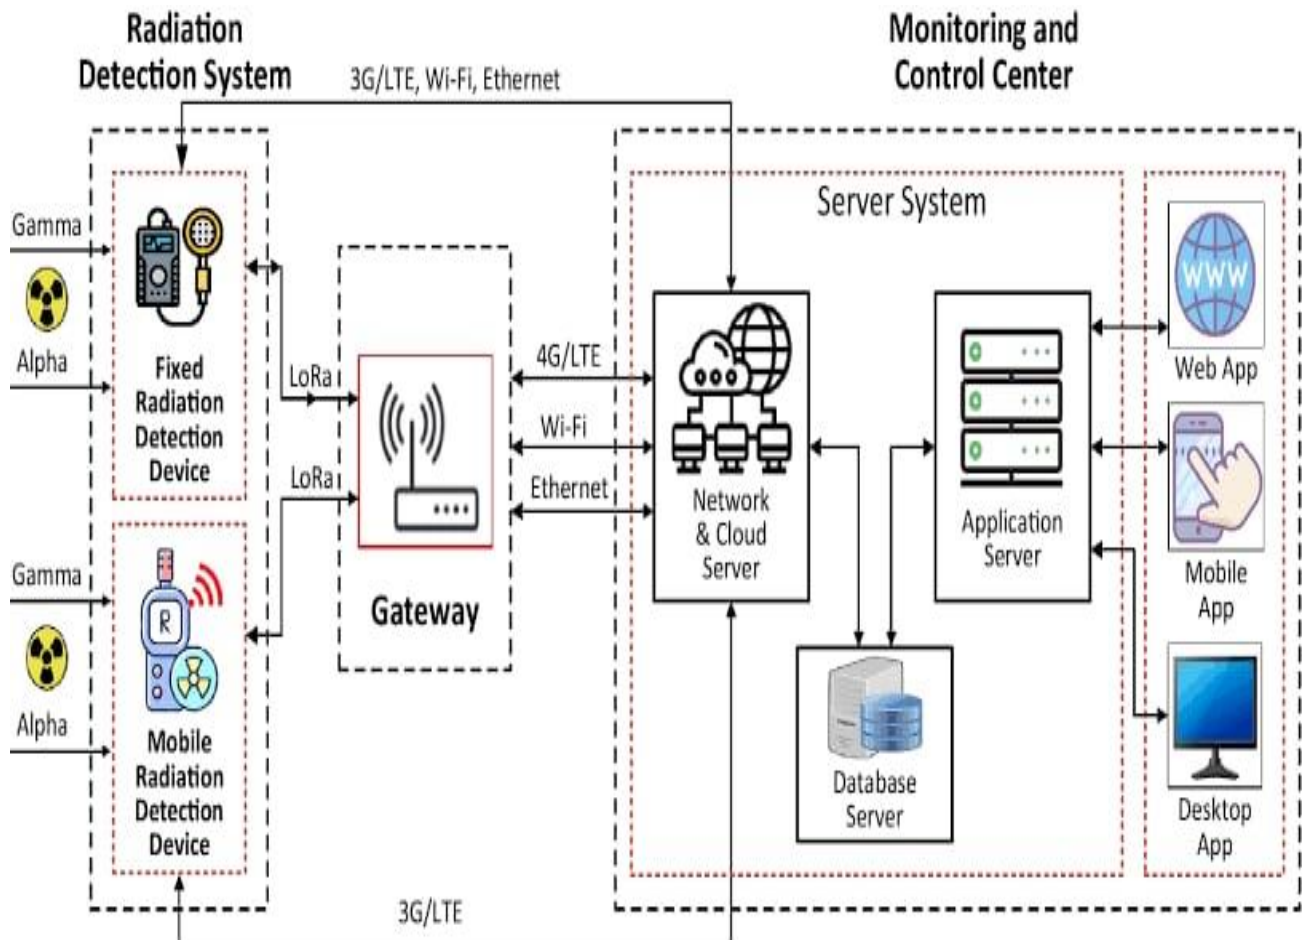 Radiation
Detection System
Monitoring and
Control Center
3G/LTE, Wi-Fi, Ethernet
Server System
Gamma
Alpha
Fixed
Radiation
Detection
Device
LoRa
LoRa
Gamma
Alpha
R
Mobile
Radiation
Detection
Device
Gateway
4G/LTE
Wi-Fi
Ethernet
Network
& Cloud
Server
Application
Server
Database
Server
WWW
Web App
Mobile
App
Desktop
App
3G/LTE